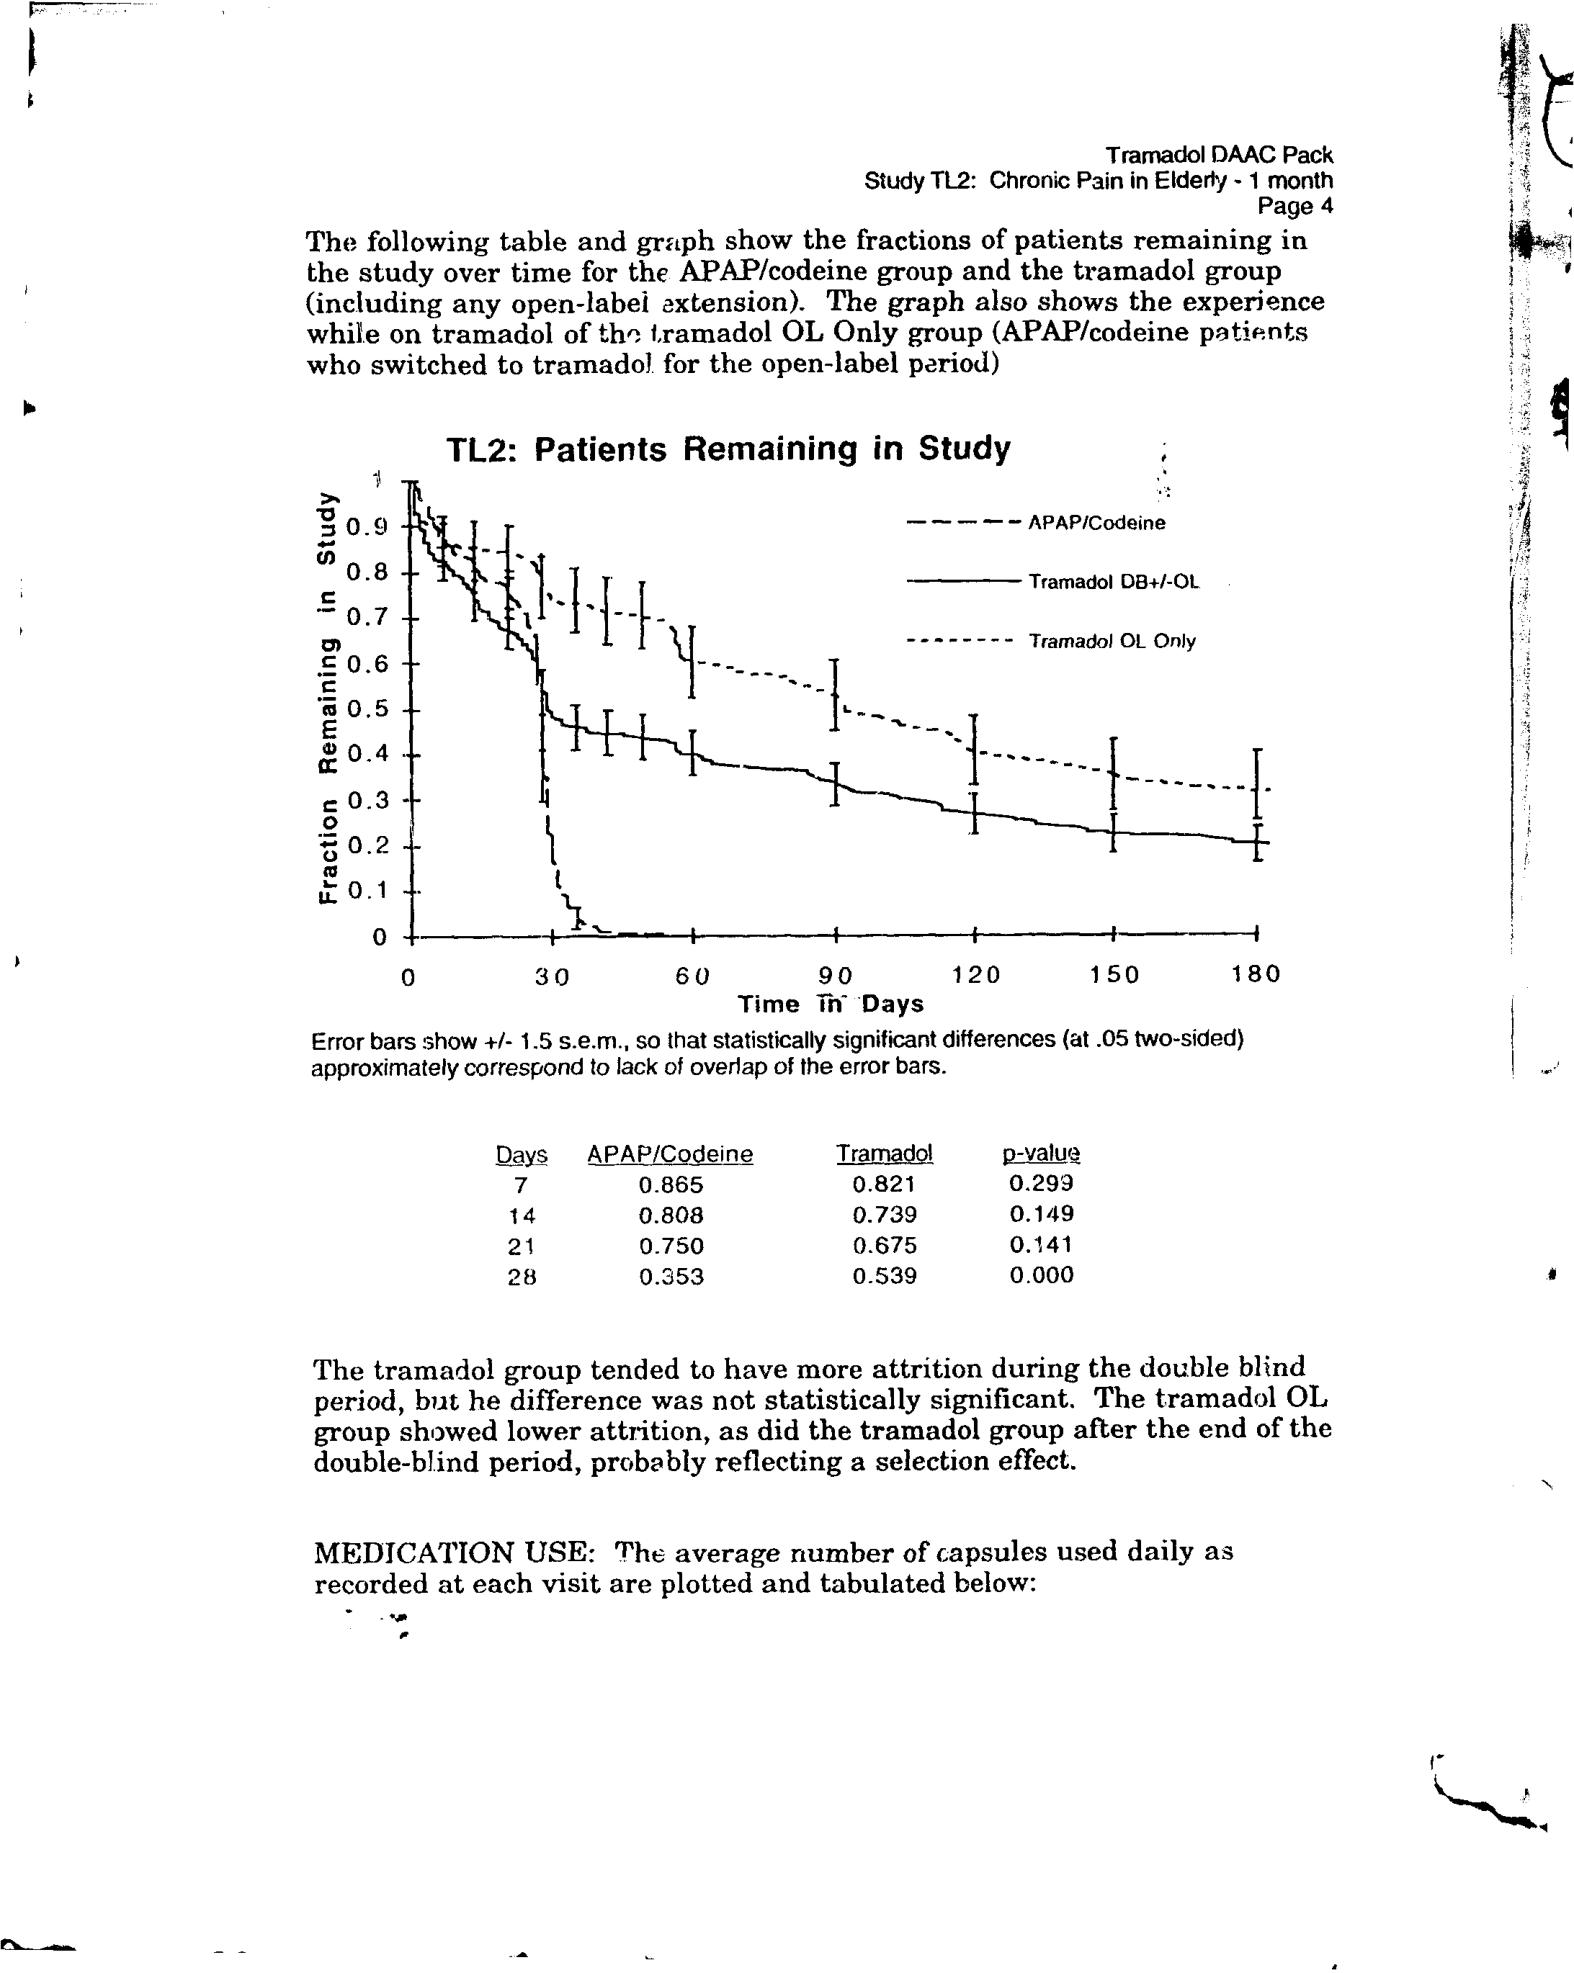 Tramadol DAAC Pack
Study TL2: Chronic Pain in Elderly - 1 month
Page 4
The following table and graph show the fractions of patients remaining in
the study over time for the APAP/codeine group and the tramadol group
(including any open-label extension). The graph also shows the experience
while on tramadol of the tramadol OL Only group (APAP/codeine patients
who switched to tramadol for the open-label period)
TL2: Patients Remaining in Study
Fraction Remaining in Study
1
0.9
0.8
0.7
0.6
0.5
0.4
0.3
0.2
0.1
0
APAP/Codeine
Tramadol DB+/-OL
Tramadol OL Only
0 30 60 90 120 150 180
Time in Days
Error bars show +/- 1.5 s.e.m., so that statistically significant differences (at .05 two-sided)
approximately correspond to lack of overlap of the error bars.
Days APAP/Codeine Tramadol p-value
7 0.865 0.821 0.299
14 0.808 0.739 0.149
21 0.750 0.675 0.141
28 0.353 0.539 0.000
The tramadol group tended to have more attrition during the double blind
period, but he difference was not statistically significant. The tramadol OL
group showed lower attrition, as did the tramadol group after the end of the
double-blind period, probably reflecting a selection effect.
MEDICATION USE: The average number of capsules used daily as
recorded at each visit are plotted and tabulated below: